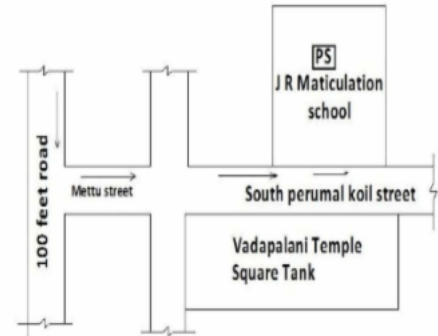 PS
J R Maticulation
school
100 feet road
Mettu street
South perumal koil street
Vadapalani Temple
Square Tank